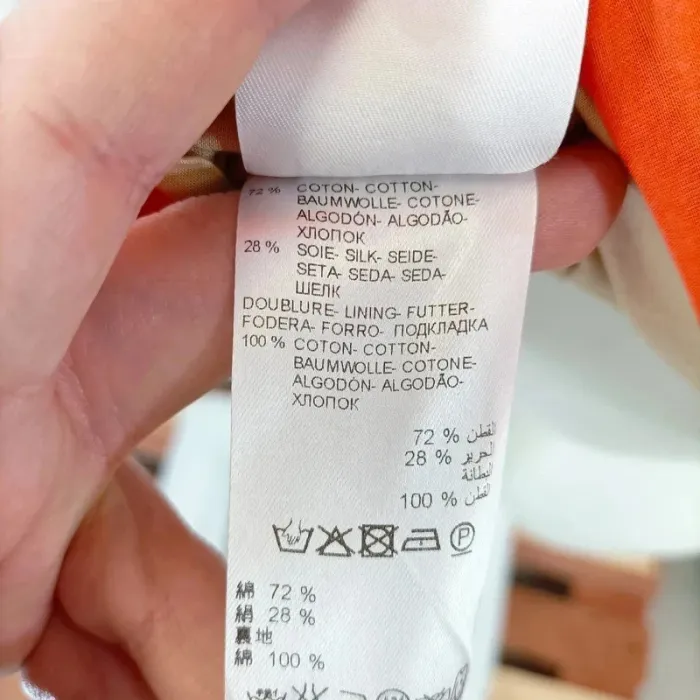 72 % COTON- COTTON-
BAUMWOLLE- COTONE-
ALGODÓN- ALGODÃO-
ХЛОПОК
28 % SOIE- SILK- SEIDE-
SETA- SEDA- SEDA-
ШЕЛК
DOUBLURE- LINING- FUTTER-
FODERA- FORRO- ПОДКЛАДКА
100 % COTON- COTTON-
BAUMWOLLE- COTONE-
ALGODÓN- ALGODÃO-
ХЛОПОК
القطن % 72
الحرير % 28
البطانة
القطن % 100
P
綿 72 %
絹 28 %
裏地
綿 100 %